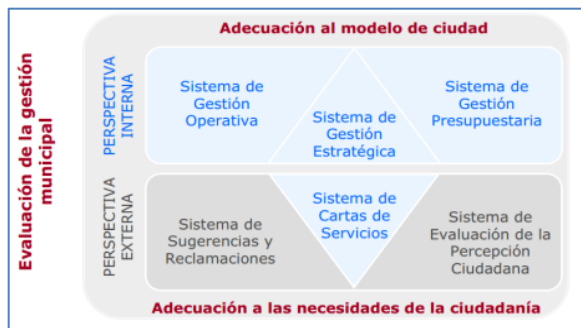 Adecuación al modelo de ciudad
Evaluación de la gestión
municipal
PERSPECTIVA
INTERNA
Sistema de
Gestión
Operativa
Sistema de
Gestión
Estratégica
Sistema de
Gestión
Presupuestaria
PERSPECTIVA
EXTERNA
Sistema de
Sugerencias y
Reclamaciones
Sistema de
Cartas de
Servicios
Sistema de
Evaluación de la
Percepción
Ciudadana
Adecuación a las necesidades de la ciudadanía